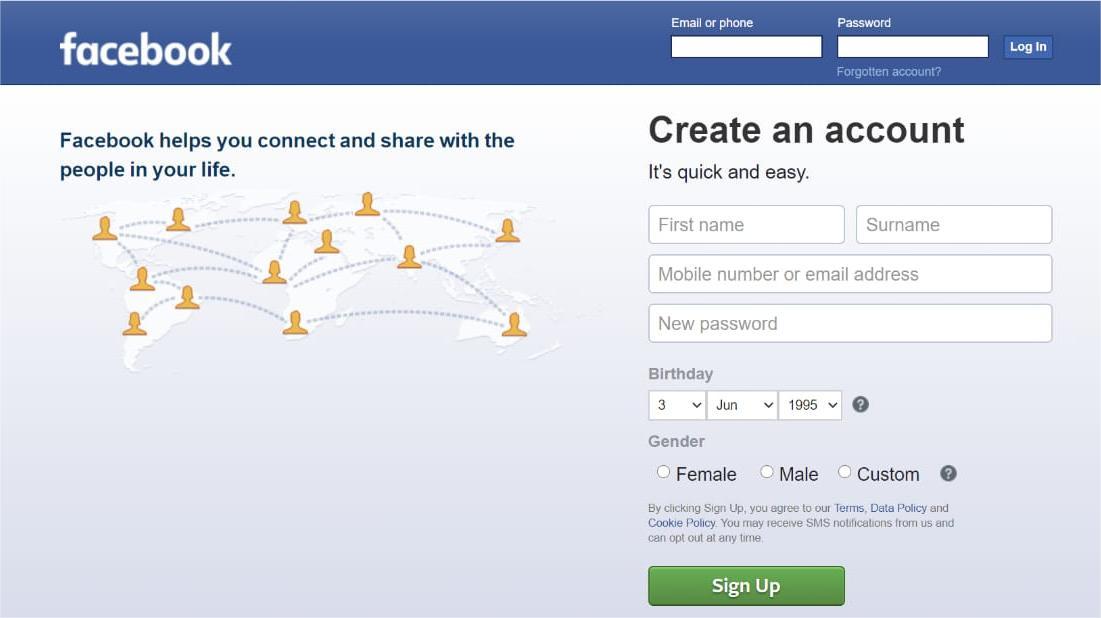 facebook
Email or phone
Password
Log In
Forgotten account?
Facebook helps you connect and share with the
people in your life.
Create an account
It's quick and easy.
First name
Surname
Mobile number or email address
New password
Birthday
3 Jun 1995 ?
Gender
Female Male Custom ?
By clicking Sign Up, you agree to our Terms, Data Policy and
Cookie Policy. You may receive SMS notifications from us and
can opt out at any time.
Sign Up